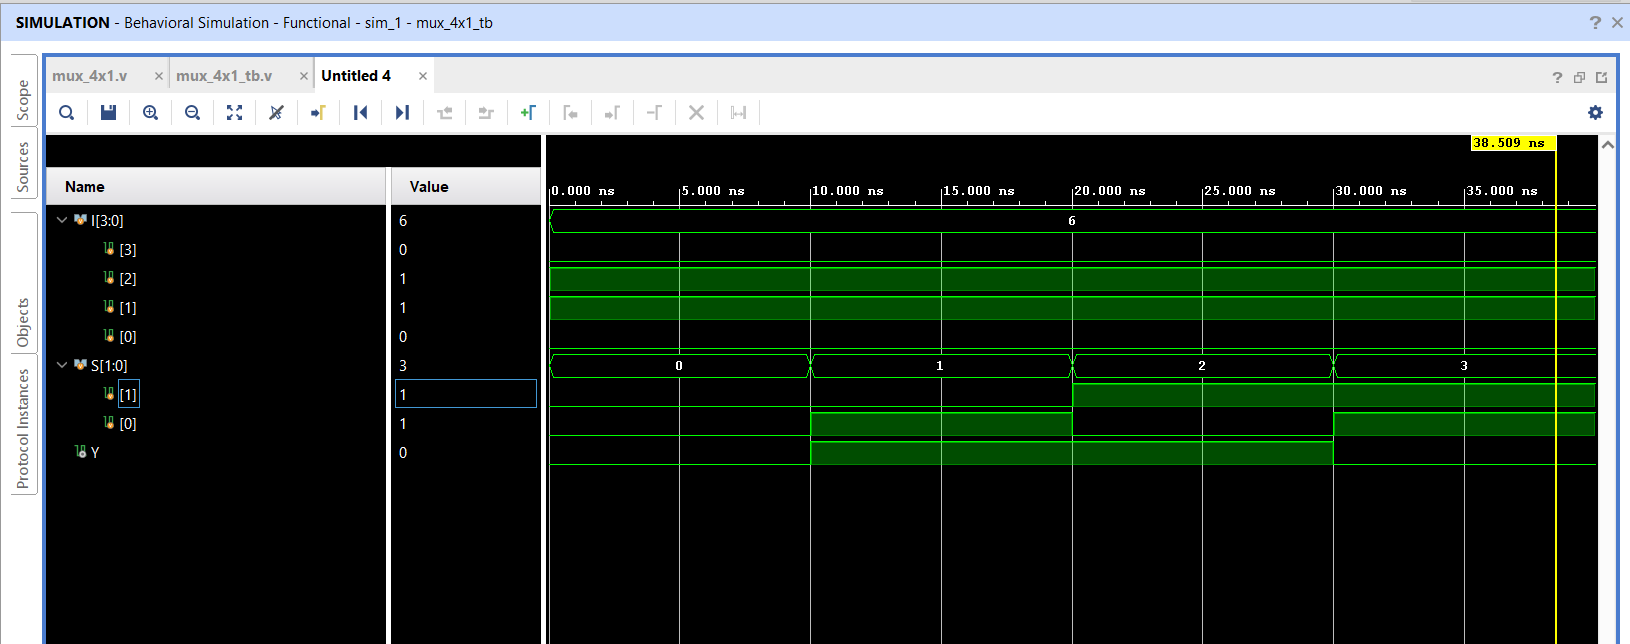 SIMULATION - Behavioral Simulation - Functional - sim_1 - mux_4x1_tb
? ×
Scope
Sources
Objects
Protocol Instances
mux_4x1.v × mux_4x1_tb.v × Untitled 4 ×
?
38.509 ns
Name Value
0.000 ns 5.000 ns 10.000 ns 15.000 ns 20.000 ns 25.000 ns 30.000 ns 35.000 ns
I[3:0] 6 6
[3] 0
[2] 1
[1] 1
[0] 0
S[1:0] 3 0 1 2 3
[1] 1
[0] 1
Y 0